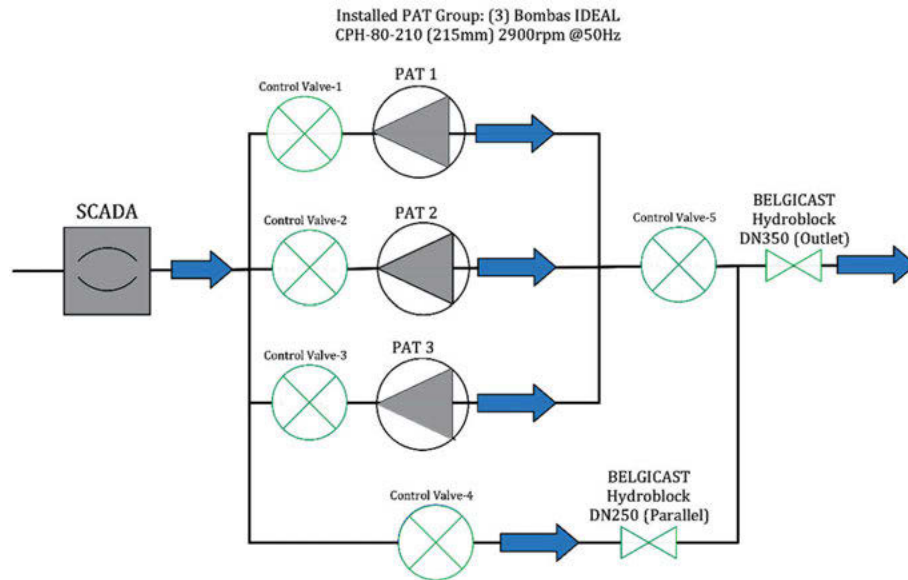 Installed PAT Group: (3) Bombas IDEAL
CPH-80-210 (215mm) 2900rpm @50Hz
Control Valve-1
PAT 1
SCADA
Control Valve-2
PAT 2
Control Valve-5
BELGICAST
Hydroblock
DN350 (Outlet)
Control Valve-3
PAT 3
Control Valve-4
BELGICAST
Hydroblock
DN250 (Parallel)